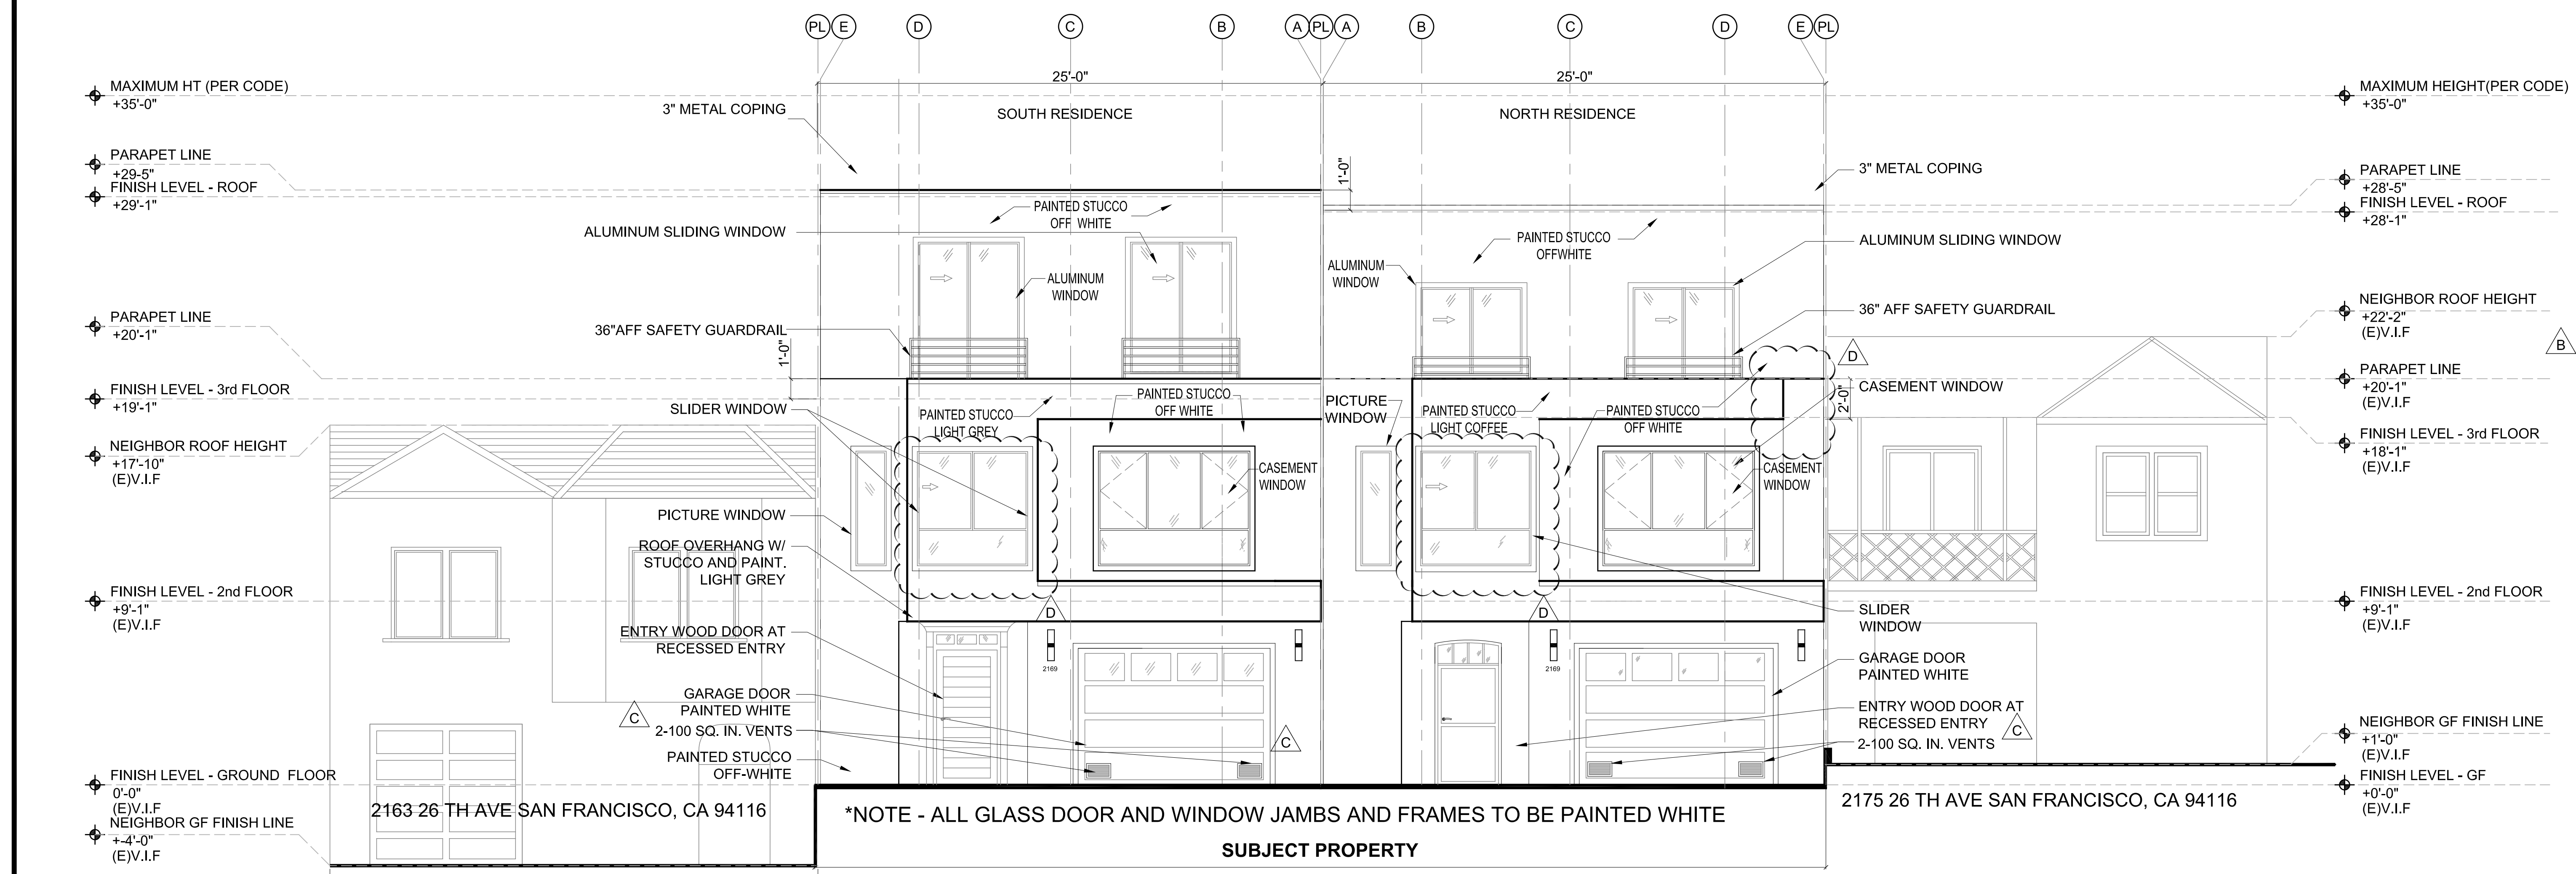 PL
E
D
C
B
A
PL
A
B
C
D
E
PL
25'-0"
25'-0"
MAXIMUM HT (PER CODE)
+35'-0"
PARAPET LINE
+29-5"
FINISH LEVEL - ROOF
+29'-1"
PARAPET LINE
+20'-1"
FINISH LEVEL - 3rd FLOOR
+19'-1"
NEIGHBOR ROOF HEIGHT
+17'-10"
(E)V.I.F
FINISH LEVEL - 2nd FLOOR
+9'-1"
(E)V.I.F
FINISH LEVEL - GROUND FLOOR
0'-0"
(E)V.I.F
NEIGHBOR GF FINISH LINE
+-4'-0"
(E)V.I.F
3" METAL COPING
ALUMINUM SLIDING WINDOW
36"AFF SAFETY GUARDRAIL
1'-0"
SLIDER WINDOW
PICTURE WINDOW
ROOF OVERHANG W/
STUCCO AND PAINT.
LIGHT GREY
ENTRY WOOD DOOR AT
RECESSED ENTRY
GARAGE DOOR
PAINTED WHITE
C
2-100 SQ. IN. VENTS
PAINTED STUCCO
OFF-WHITE
2163 26 TH AVE SAN FRANCISCO, CA 94116
SOUTH RESIDENCE
PAINTED STUCCO
OFF WHITE
ALUMINUM
WINDOW
PAINTED STUCCO
OFF WHITE
PAINTED STUCCO
LIGHT GREY
CASEMENT
WINDOW
D
2169
C
NORTH RESIDENCE
1'-0"
PAINTED STUCCO
OFFWHITE
ALUMINUM
WINDOW
PICTURE
WINDOW
PAINTED STUCCO
LIGHT COFFEE
PAINTED STUCCO
OFF WHITE
CASEMENT
WINDOW
D
2169
*NOTE - ALL GLASS DOOR AND WINDOW JAMBS AND FRAMES TO BE PAINTED WHITE
SUBJECT PROPERTY
3" METAL COPING
ALUMINUM SLIDING WINDOW
36" AFF SAFETY GUARDRAIL
D
CASEMENT WINDOW
2'-0"
SLIDER
WINDOW
GARAGE DOOR
PAINTED WHITE
ENTRY WOOD DOOR AT
RECESSED ENTRY
C
2-100 SQ. IN. VENTS
2175 26 TH AVE SAN FRANCISCO, CA 94116
MAXIMUM HEIGHT(PER CODE)
+35'-0"
PARAPET LINE
+28'-5"
FINISH LEVEL - ROOF
+28'-1"
NEIGHBOR ROOF HEIGHT
+22'-2"
(E)V.I.F
B
PARAPET LINE
+20'-1"
(E)V.I.F
FINISH LEVEL - 3rd FLOOR
+18'-1"
(E)V.I.F
FINISH LEVEL - 2nd FLOOR
+9'-1"
(E)V.I.F
NEIGHBOR GF FINISH LINE
+1'-0"
(E)V.I.F
FINISH LEVEL - GF
+0'-0"
(E)V.I.F